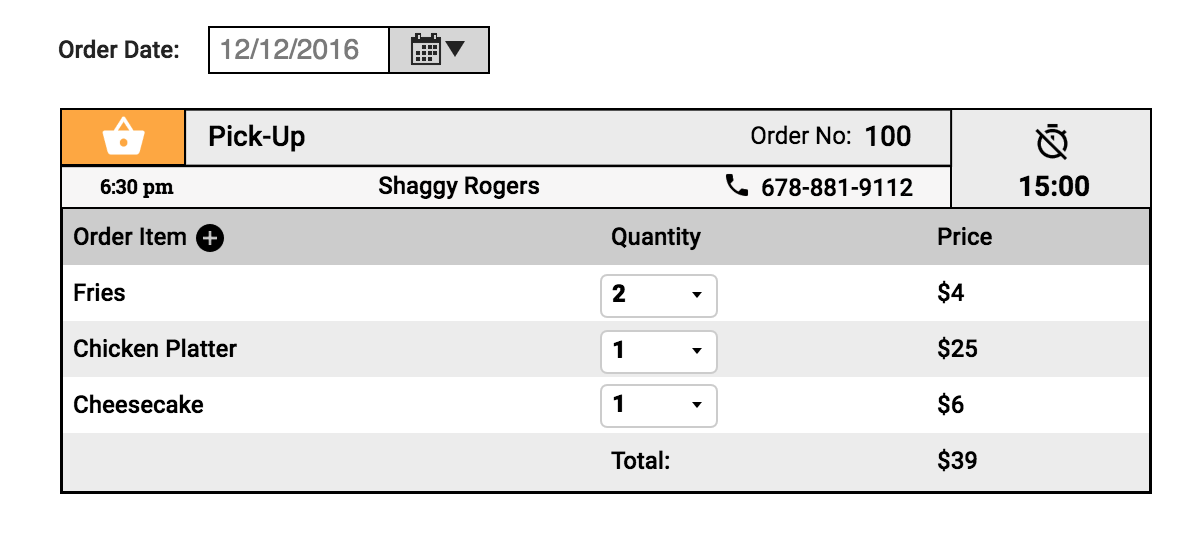 Order Date: 12/12/2016
Pick-Up Order No: 100
6:30 pm Shaggy Rogers 678-881-9112 15:00
Order Item Quantity Price
Fries 2 $4
Chicken Platter 1 $25
Cheesecake 1 $6
Total: $39